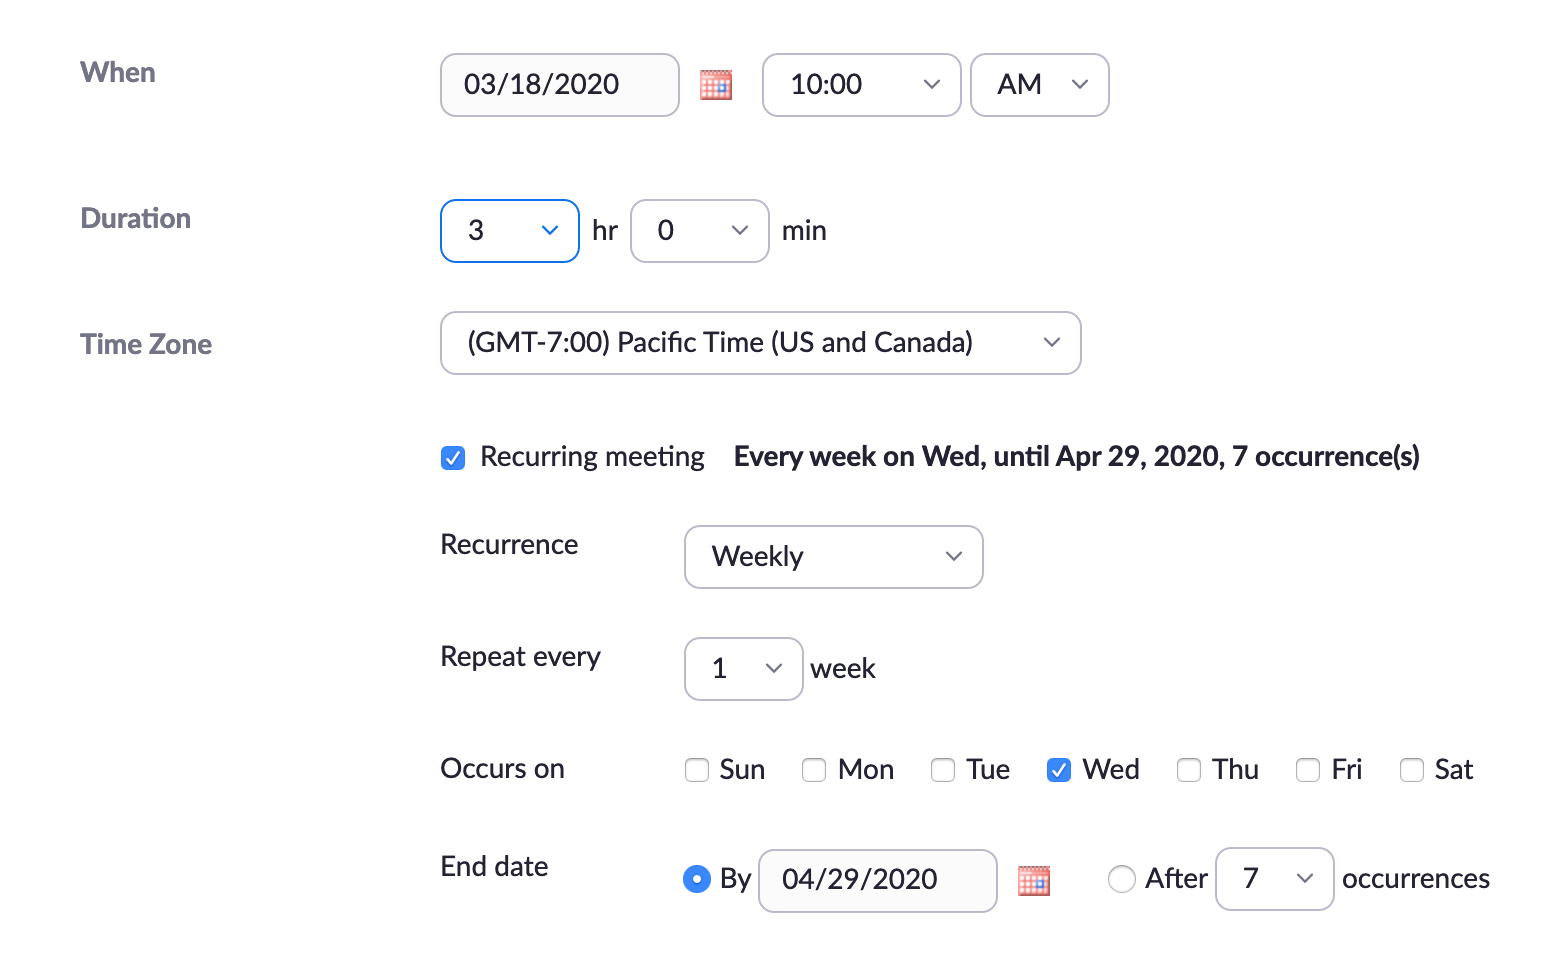 When 03/18/2020 10:00 AM
Duration 3 hr 0 min
Time Zone (GMT-7:00) Pacific Time (US and Canada)
Recurring meeting Every week on Wed, until Apr 29, 2020, 7 occurrence(s)
Recurrence Weekly
Repeat every 1 week
Occurs on Sun Mon Tue Wed Thu Fri Sat
End date By 04/29/2020 After 7 occurrences